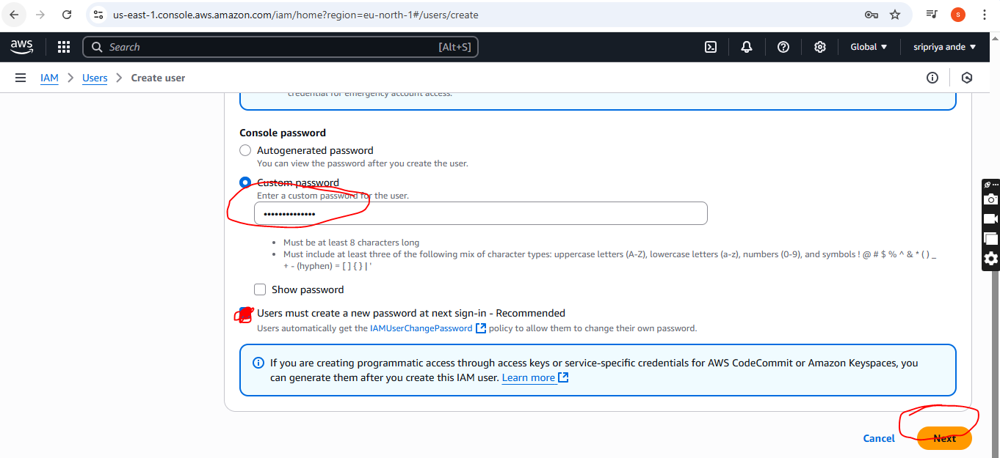 us-east-1.console.aws.amazon.com/iam/home?region=eu-north-1#/users/create
S
aws
Search
[Alt+S]
Global
sripriya ande
IAM
Users
Create user
credential for emergency account access.
Console password
Autogenerated password
You can view the password after you create the user.
Custom password
Enter a custom password for the user.
••••••••••••••
• Must be at least 8 characters long
• Must include at least three of the following mix of character types: uppercase letters (A-Z), lowercase letters (a-z), numbers (0-9), and symbols ! @ # $ % ^ & * ( ) _
+ - (hyphen) = [ ] { } | '
Show password
Users must create a new password at next sign-in - Recommended
Users automatically get the IAMUserChangePassword policy to allow them to change their own password.
If you are creating programmatic access through access keys or service-specific credentials for AWS CodeCommit or Amazon Keyspaces, you
can generate them after you create this IAM user. Learn more
Cancel
Next